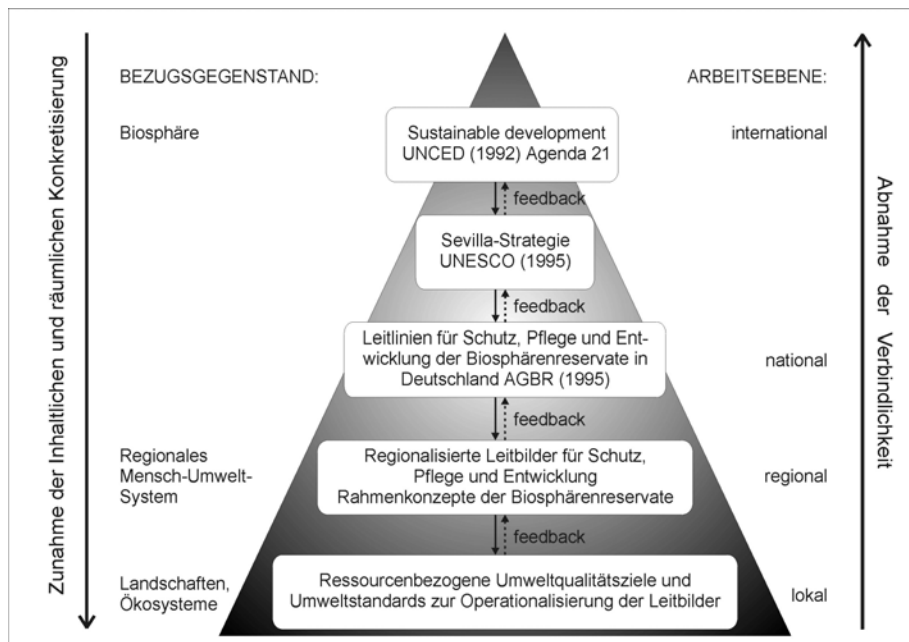 Zunahme der Inhaltlichen und räumlichen Konkretisierung
BEZUGSGEGENSTAND:
ARBEITSEBENE:
Biosphäre
Sustainable development
UNCED (1992) Agenda 21
international
feedback
Sevilla-Strategie
UNESCO (1995)
feedback
Leitlinien für Schutz, Pflege und Ent-
wicklung der Biosphärenreservate in
Deutschland AGBR (1995)
national
feedback
Regionales
Mensch-Umwelt-
System
Regionalisierte Leitbilder für Schutz,
Pflege und Entwicklung
Rahmenkonzepte der Biosphärenreservate
regional
feedback
Landschaften,
Ökosysteme
Ressourcenbezogene Umweltqualitätsziele und
Umweltstandards zur Operationalisierung der Leitbilder
lokal
Abnahme der Verbindlichkeit